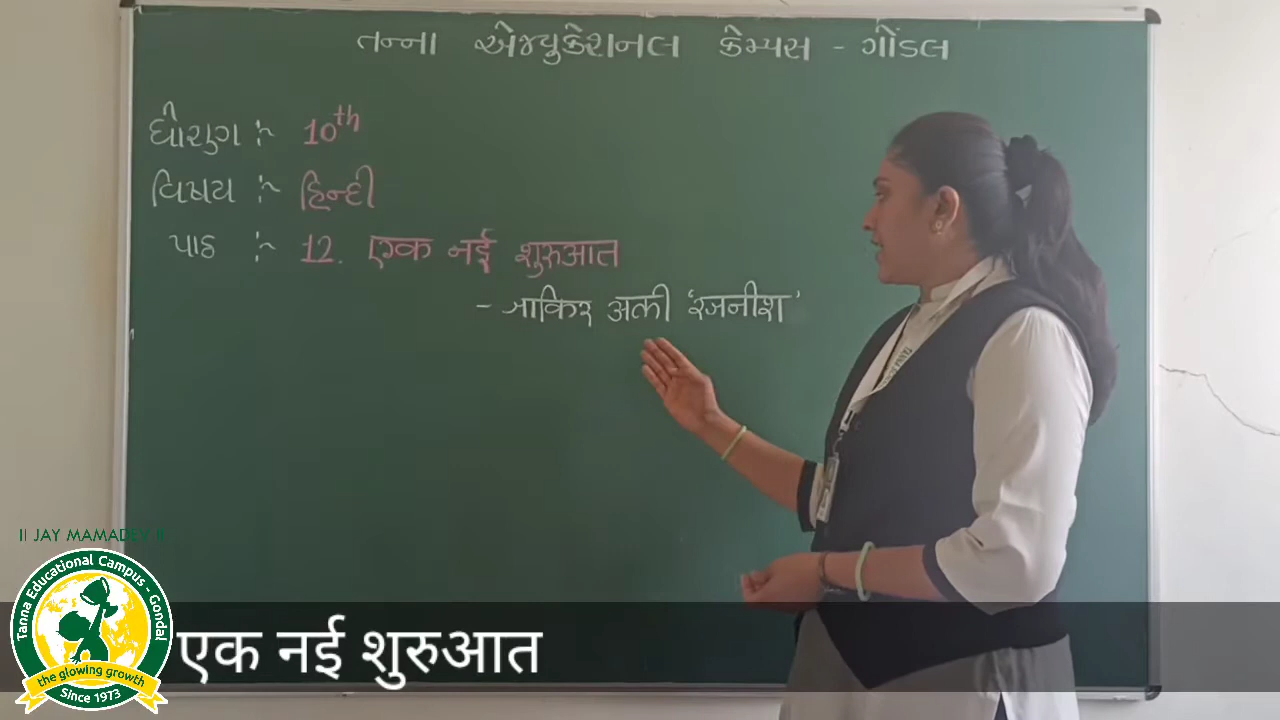 તન્ના એજ્યુકેશનલ કેમ્પસ - ગોંડલ
ધોરણ :- 10th
વિષય :- हिन्दी
પાઠ :- 12. एक नई शुरुआत
- जाकिर अली 'रजनीश'
II JAY MAMADEV II
Tanna Educational Campus - Gondal
the glowing growth
Since 1973
एक नई शुरुआत